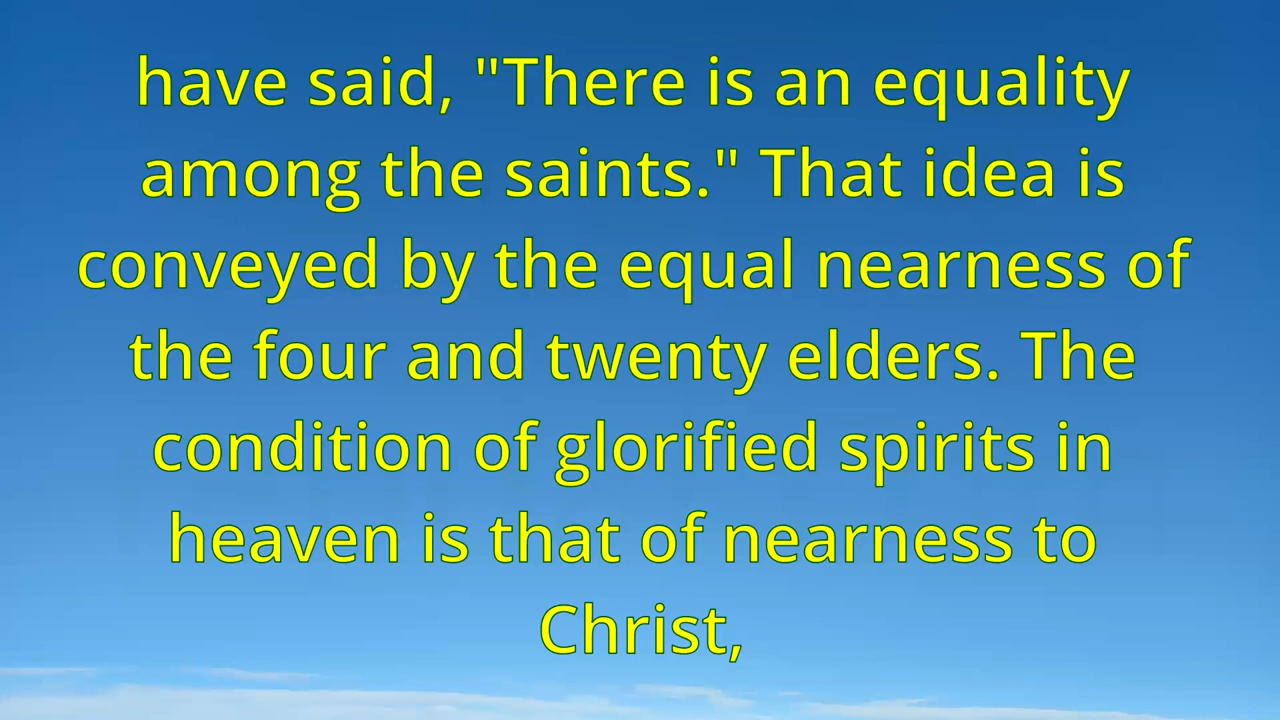 have said, "There is an equality
among the saints." That idea is
conveyed by the equal nearness of
the four and twenty elders. The
condition of glorified spirits in
heaven is that of nearness to
Christ,